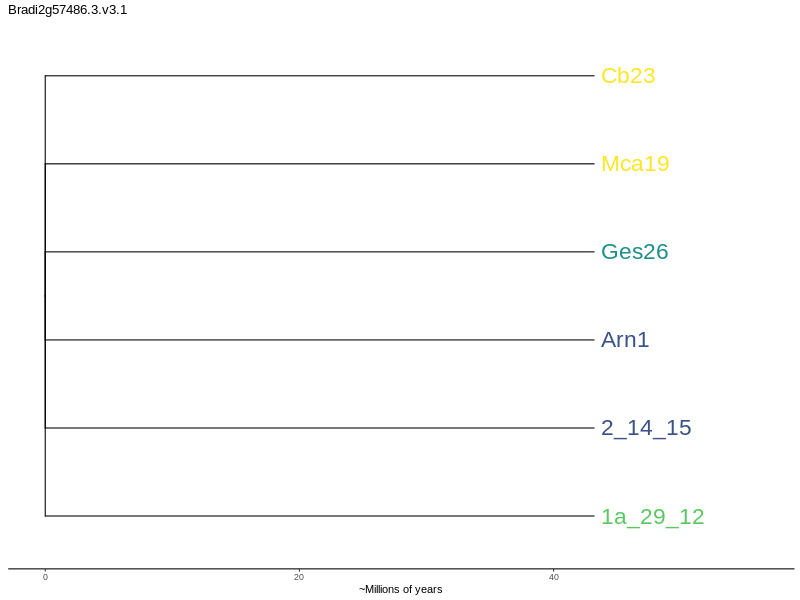 Bradi2g57486.3.v3.1
Cb23
Mca19
Ges26
Arn1
2_14_15
1a_29_12
0 20 40
~Millions of years